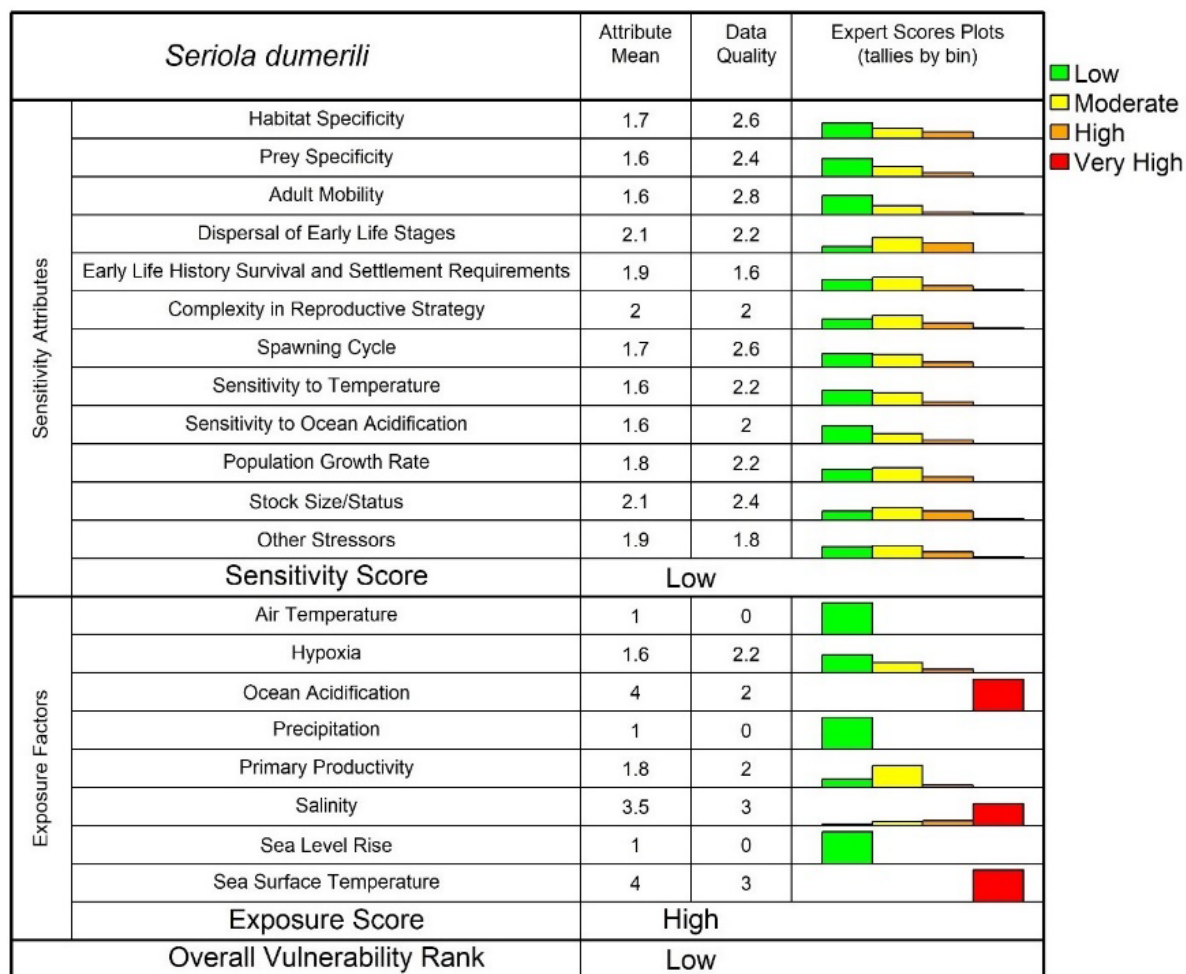 Seriola dumerili
Attribute Mean
Data Quality
Expert Scores Plots (tallies by bin)
Low
Moderate
High
Very High
Sensitivity Attributes
Habitat Specificity 1.7 2.6
Prey Specificity 1.6 2.4
Adult Mobility 1.6 2.8
Dispersal of Early Life Stages 2.1 2.2
Early Life History Survival and Settlement Requirements 1.9 1.6
Complexity in Reproductive Strategy 2 2
Spawning Cycle 1.7 2.6
Sensitivity to Temperature 1.6 2.2
Sensitivity to Ocean Acidification 1.6 2
Population Growth Rate 1.8 2.2
Stock Size/Status 2.1 2.4
Other Stressors 1.9 1.8
Sensitivity Score Low
Exposure Factors
Air Temperature 1 0
Hypoxia 1.6 2.2
Ocean Acidification 4 2
Precipitation 1 0
Primary Productivity 1.8 2
Salinity 3.5 3
Sea Level Rise 1 0
Sea Surface Temperature 4 3
Exposure Score High
Overall Vulnerability Rank Low